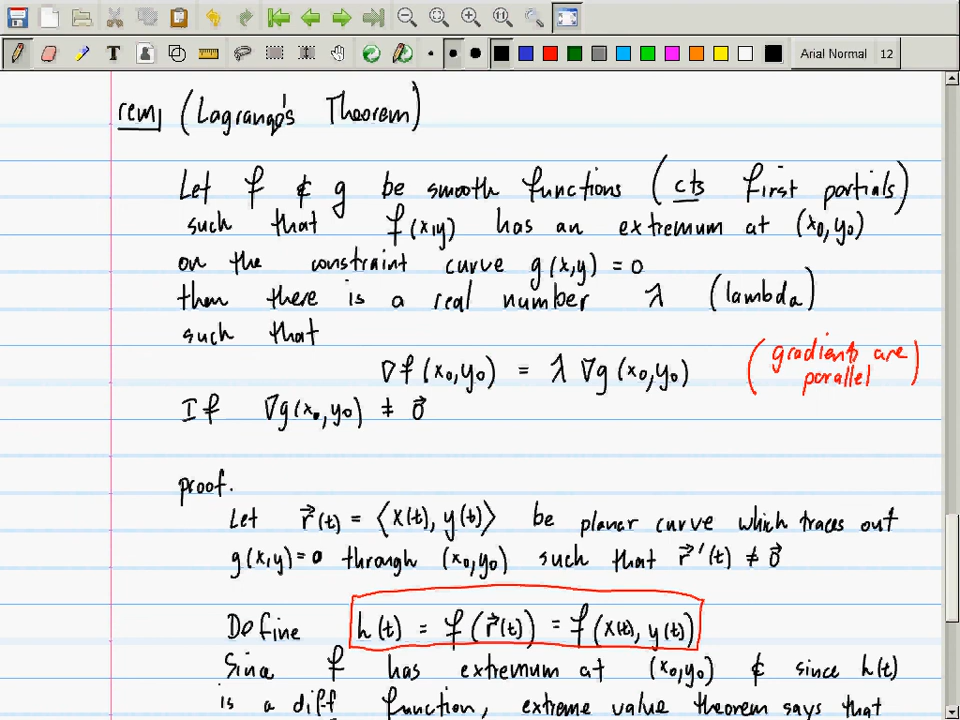 Arial Normal 12
rem, (Lagrange's Theorem)
Let f & g be smooth functions (cts first partials)
such that f(x,y) has an extremum at (x₀,y₀)
on the constraint curve g(x,y) = 0
then there is a real number λ (lambda)
such that
∇f(x₀,y₀) = λ ∇g(x₀,y₀)
(gradients are
parallel)
If ∇g(x₀,y₀) ≠ 0⃗
proof.
Let r⃗(t) = ⟨x(t), y(t)⟩ be planar curve which traces out
g(x,y)=0 through (x₀,y₀) such that r⃗'(t) ≠ 0⃗
Define h(t) = f(r⃗(t)) = f(x(t), y(t))
Since f has extremum at (x₀,y₀) & since h(t)
is a diff function, extreme value theorem says that